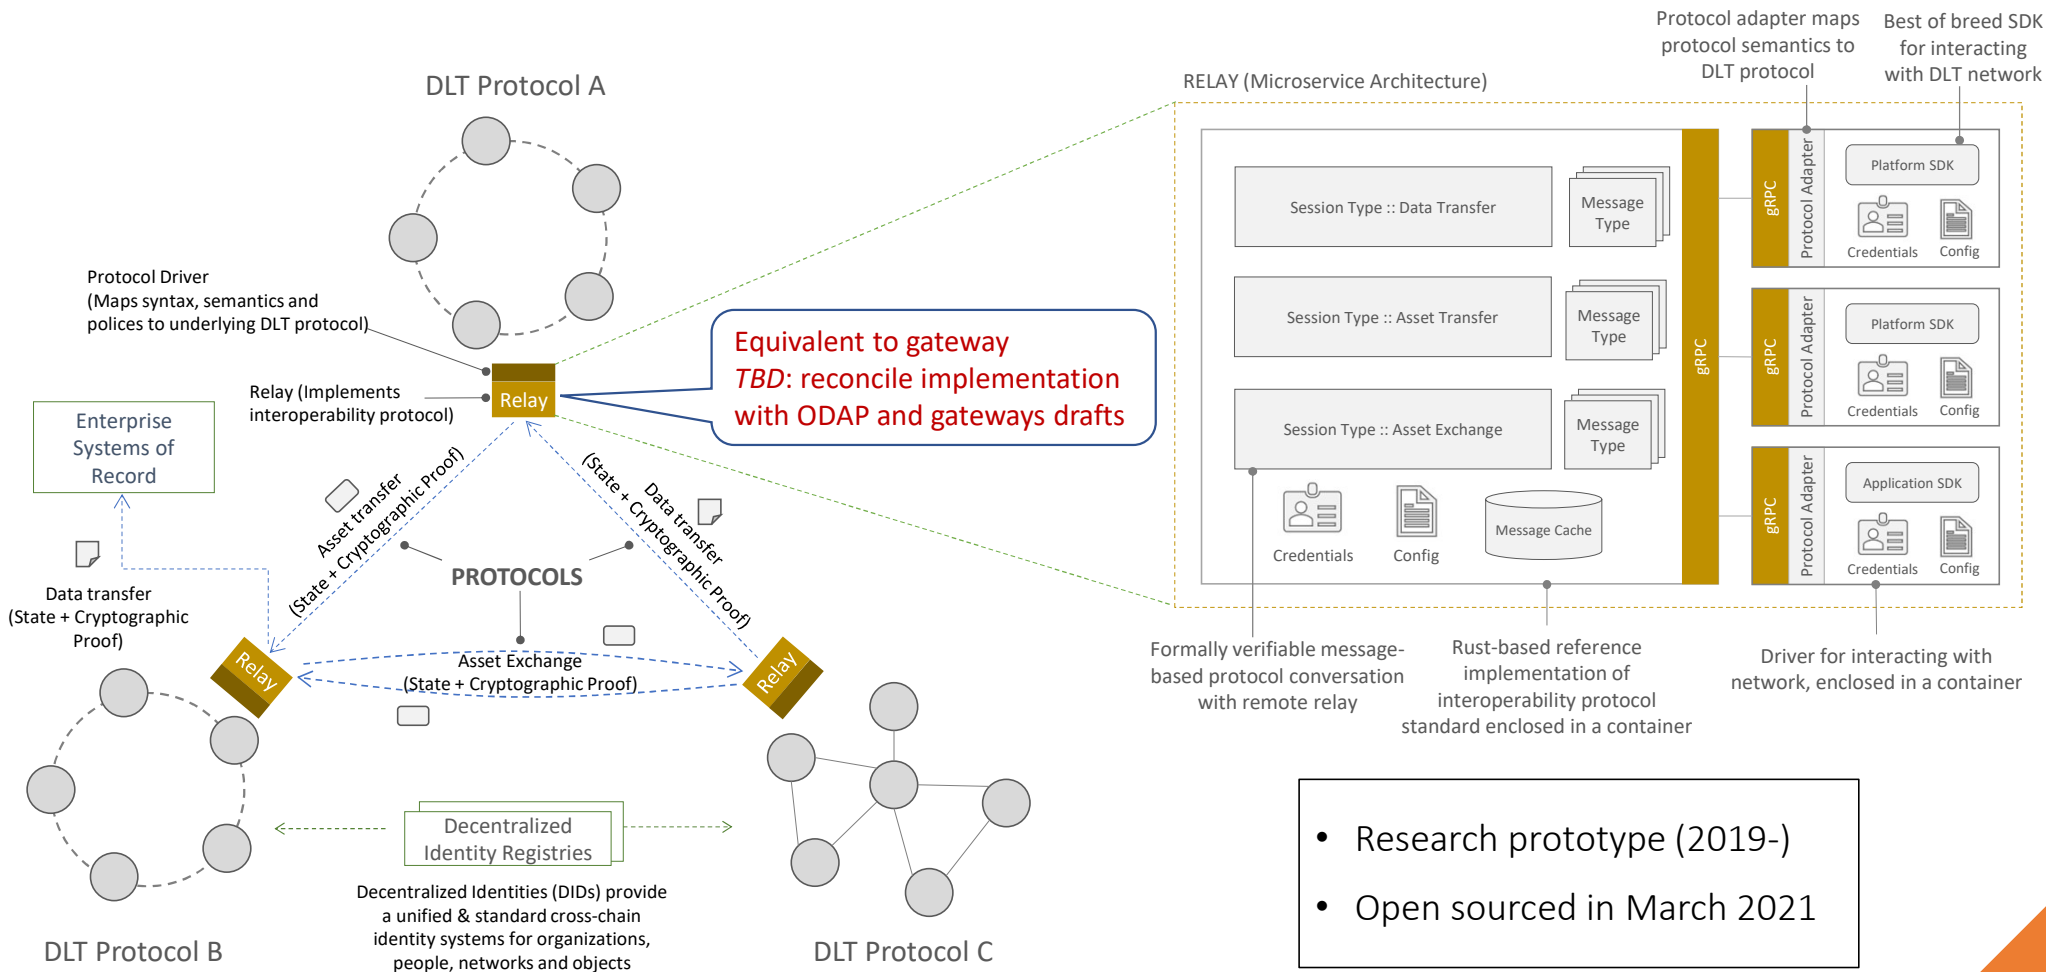 DLT Protocol A
Protocol Driver
(Maps syntax, semantics and
polices to underlying DLT protocol)
Relay (Implements
interoperability protocol)
Relay
Equivalent to gateway
TBD: reconcile implementation
with ODAP and gateways drafts
Enterprise
Systems of
Record
Data transfer
(State + Cryptographic
Proof)
Asset transfer
(State + Cryptographic Proof)
Data transfer
(State + Cryptographic Proof)
PROTOCOLS
Relay
Asset Exchange
(State + Cryptographic Proof)
Relay
Decentralized
Identity Registries
Decentralized Identities (DIDs) provide
a unified & standard cross-chain
identity systems for organizations,
people, networks and objects
DLT Protocol B
DLT Protocol C
RELAY (Microservice Architecture)
Protocol adapter maps
protocol semantics to
DLT protocol
Best of breed SDK
for interacting
with DLT network
Session Type :: Data Transfer
Message
Type
Session Type :: Asset Transfer
Message
Type
Session Type :: Asset Exchange
Message
Type
Credentials
Config
Message Cache
gRPC
gRPC
Protocol Adapter
Platform SDK
Credentials
Config
gRPC
Protocol Adapter
Platform SDK
Credentials
Config
gRPC
Protocol Adapter
Application SDK
Credentials
Config
Formally verifiable message-
based protocol conversation
with remote relay
Rust-based reference
implementation of
interoperability protocol
standard enclosed in a container
Driver for interacting with
network, enclosed in a container
• Research prototype (2019-)
• Open sourced in March 2021